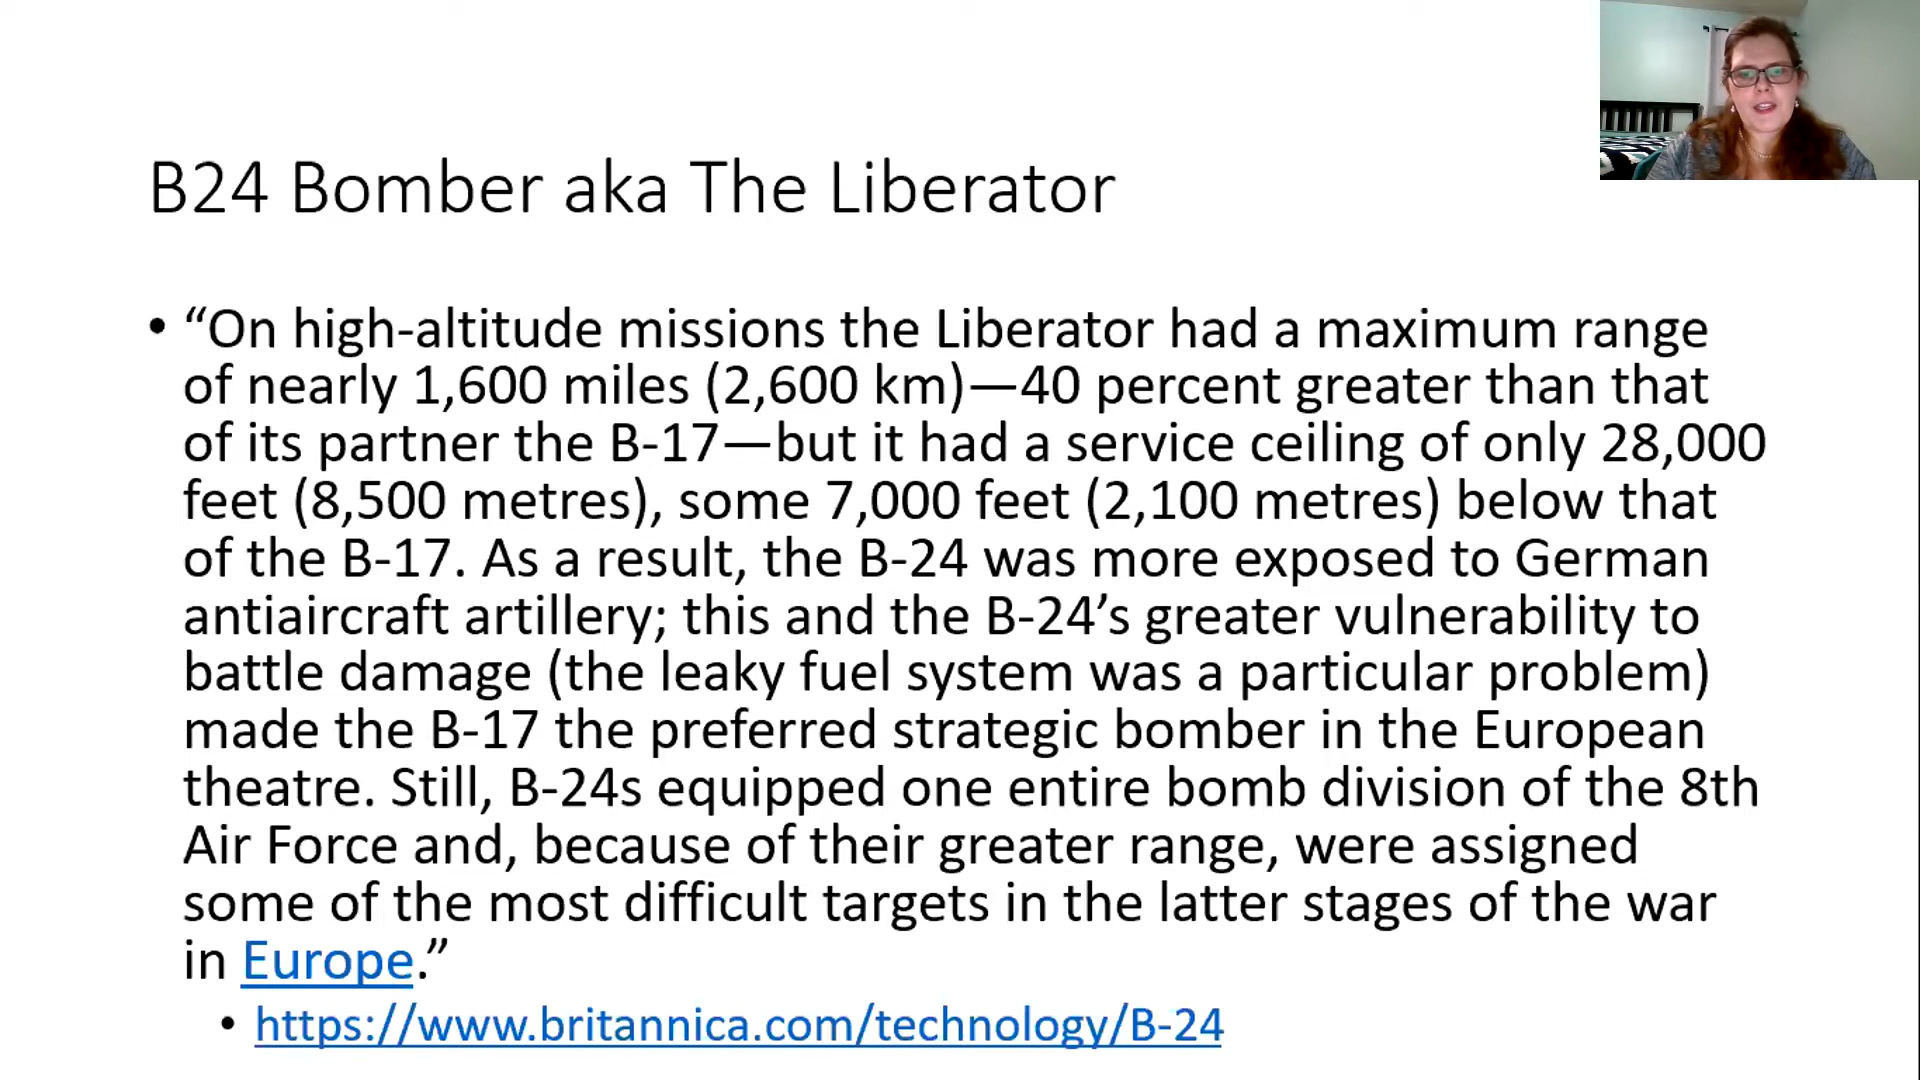 B24 Bomber aka The Liberator
• “On high-altitude missions the Liberator had a maximum range
of nearly 1,600 miles (2,600 km)—40 percent greater than that
of its partner the B-17—but it had a service ceiling of only 28,000
feet (8,500 metres), some 7,000 feet (2,100 metres) below that
of the B-17. As a result, the B-24 was more exposed to German
antiaircraft artillery; this and the B-24’s greater vulnerability to
battle damage (the leaky fuel system was a particular problem)
made the B-17 the preferred strategic bomber in the European
theatre. Still, B-24s equipped one entire bomb division of the 8th
Air Force and, because of their greater range, were assigned
some of the most difficult targets in the latter stages of the war
in Europe.”
• https://www.britannica.com/technology/B-24